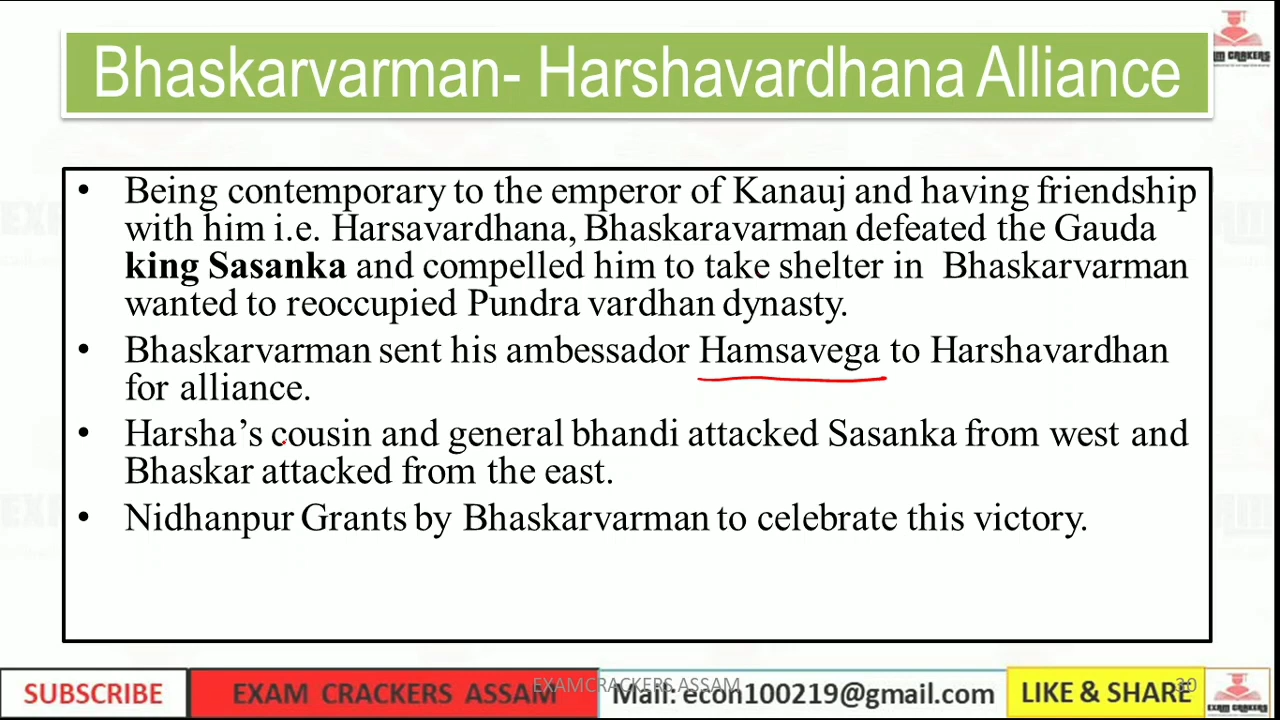 Bhaskarvarman- Harshavardhana Alliance
• Being contemporary to the emperor of Kanauj and having friendship
with him i.e. Harsavardhana, Bhaskaravarman defeated the Gauda
king Sasanka and compelled him to take shelter in Bhaskarvarman
wanted to reoccupied Pundra vardhan dynasty.
• Bhaskarvarman sent his ambessador Hamsavega to Harshavardhan
for alliance.
• Harsha’s cousin and general bhandi attacked Sasanka from west and
Bhaskar attacked from the east.
• Nidhanpur Grants by Bhaskarvarman to celebrate this victory.
SUBSCRIBE
EXAM CRACKERS ASSAM
EXAMCRACKERS ASSAM
Mail: econ100219@gmail.com
LIKE & SHARE
30